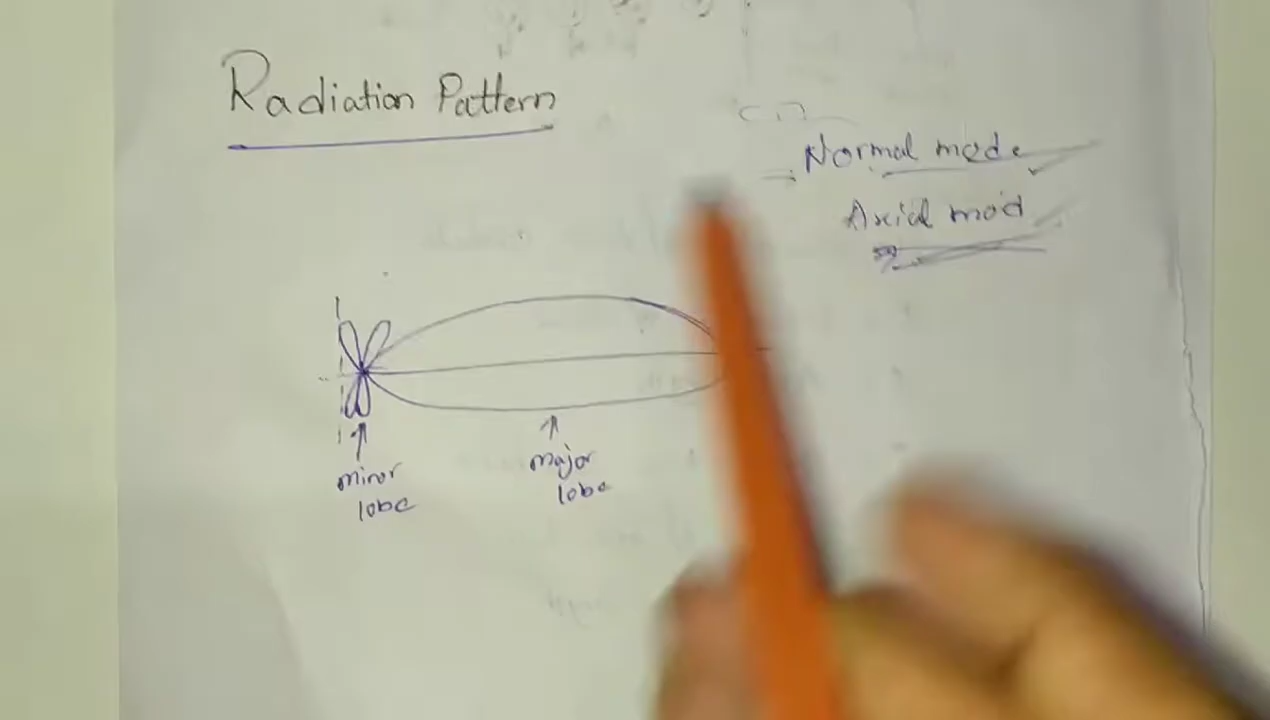 Radiation Pattern
→ Normal mode
Axial mod
minor
lobe
major
lobe